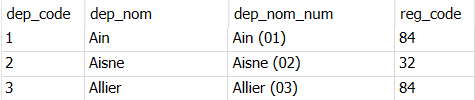 dep_code dep_nom dep_nom_num reg_code
1 Ain Ain (01) 84
2 Aisne Aisne (02) 32
3 Allier Allier (03) 84